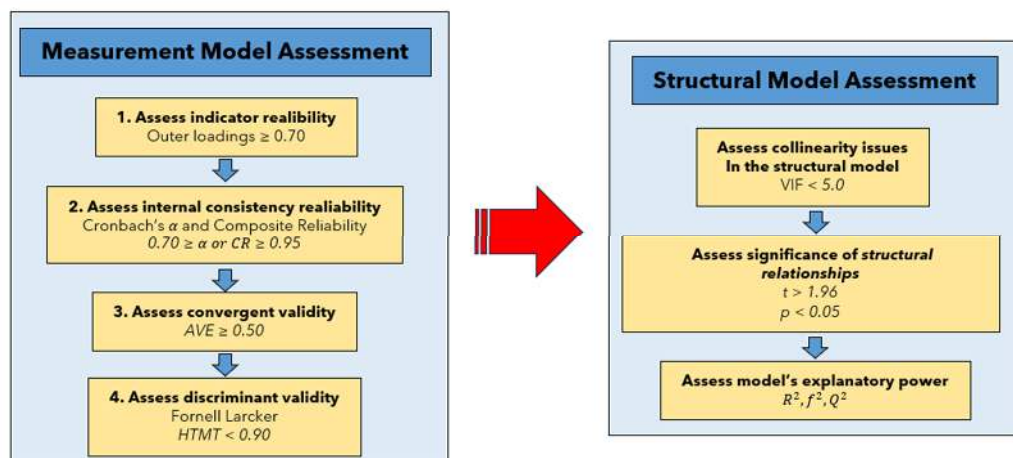 Measurement Model Assessment
1. Assess indicator realibility
Outer loadings ≥ 0.70
2. Assess internal consistency realiability
Cronbach's α and Composite Reliability
0.70 ≥ α or CR ≥ 0.95
3. Assess convergent validity
AVE ≥ 0.50
4. Assess discriminant validity
Fornell Larcker
HTMT < 0.90
Structural Model Assessment
Assess collinearity issues
In the structural model
VIF < 5.0
Assess significance of structural
relationships
t > 1.96
p < 0.05
Assess model's explanatory power
R², f², Q²